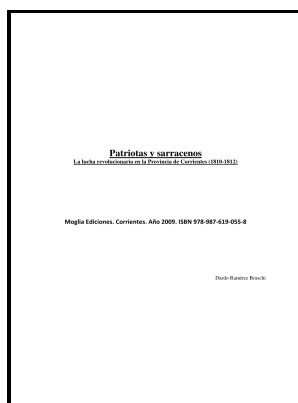 Patriotas y sarracenos
La lucha revolucionaria en la Provincia de Corrientes (1810-1812)
Moglia Ediciones. Corrientes. Año 2009. ISBN 978-987-619-055-8
Dardo Ramírez Braschi